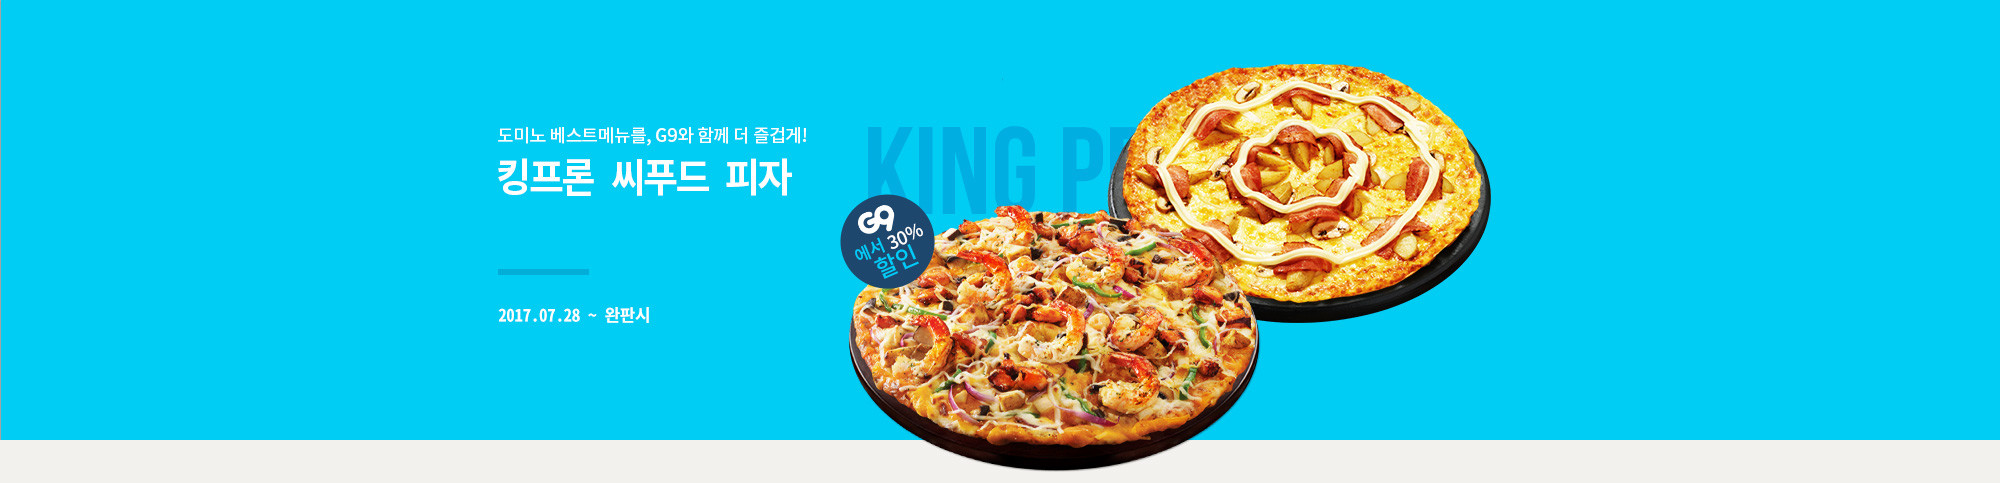 도미노 베스트메뉴를, G9와 함께 더 즐겁게!
킹프론 씨푸드 피자
2017.07.28 ~ 완판시
KING
G9
에서 30%
할인